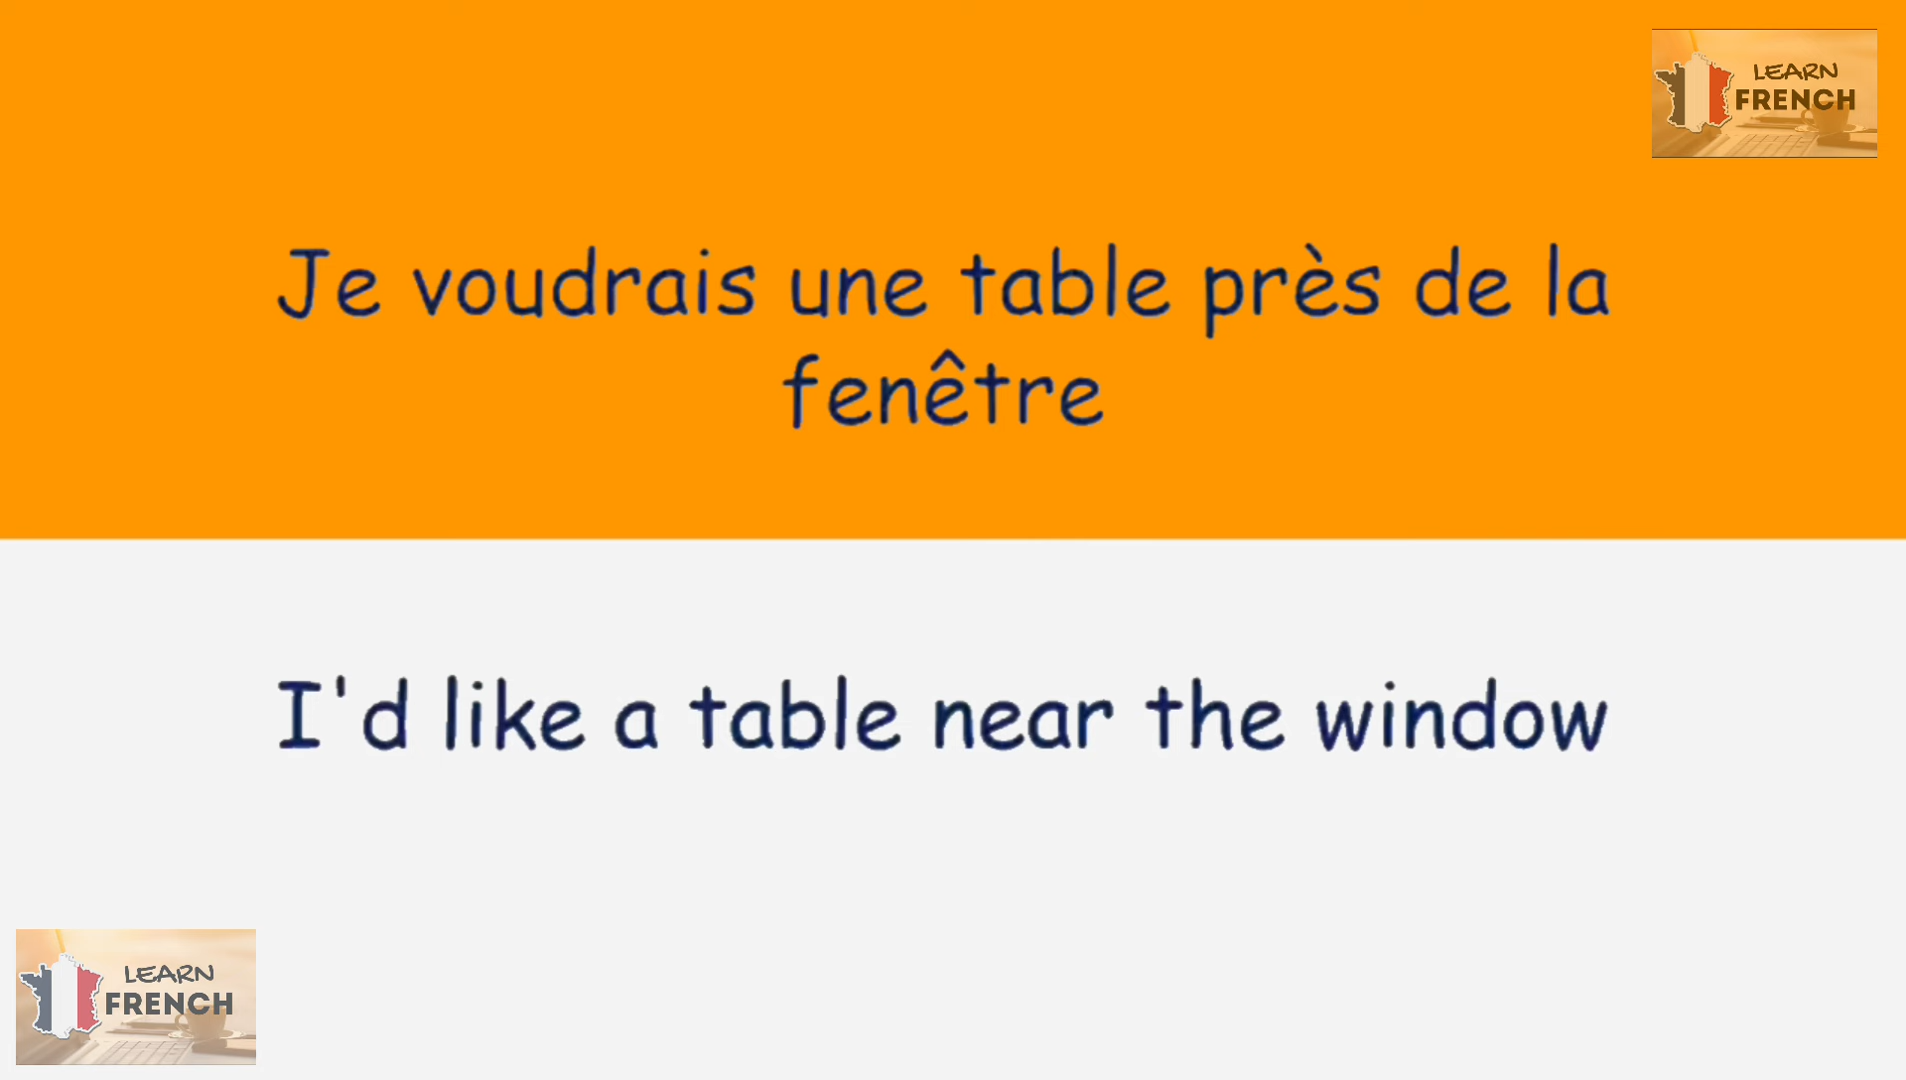 LEARN
FRENCH
Je voudrais une table près de la
fenêtre
I'd like a table near the window
LEARN
FRENCH